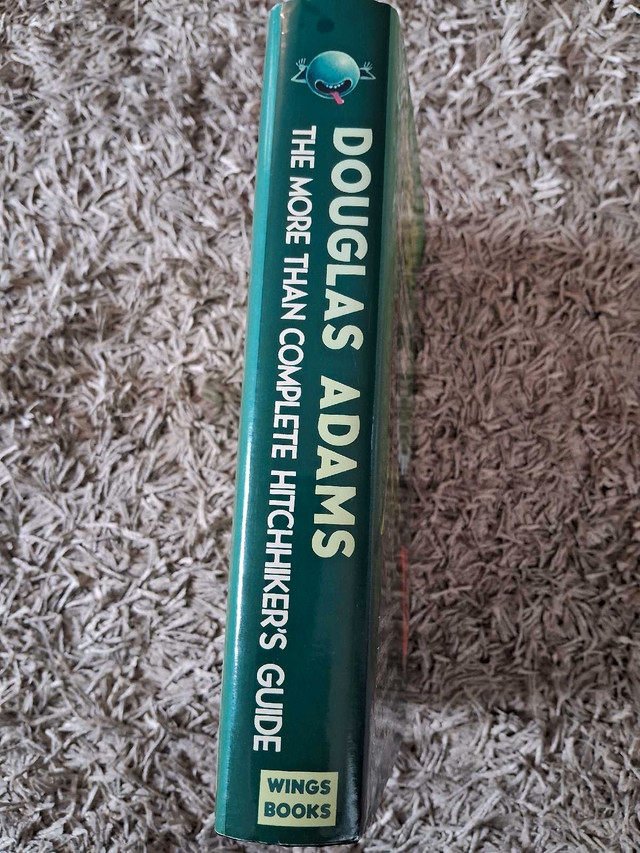 DOUGLAS ADAMS
THE MORE THAN COMPLETE HITCHHIKER'S GUIDE
WINGS
BOOKS